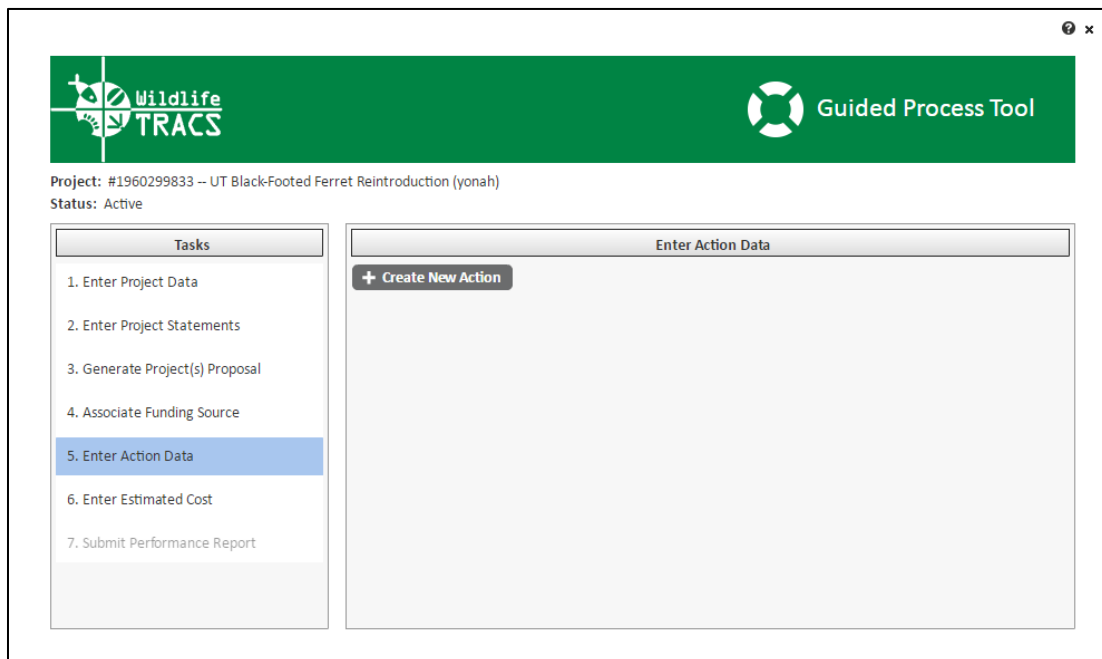 Wildlife
TRACS
Guided Process Tool
Project: #1960299833 -- UT Black-Footed Ferret Reintroduction (yonah)
Status: Active
Tasks
1. Enter Project Data
2. Enter Project Statements
3. Generate Project(s) Proposal
4. Associate Funding Source
5. Enter Action Data
6. Enter Estimated Cost
7. Submit Performance Report
Enter Action Data
+ Create New Action